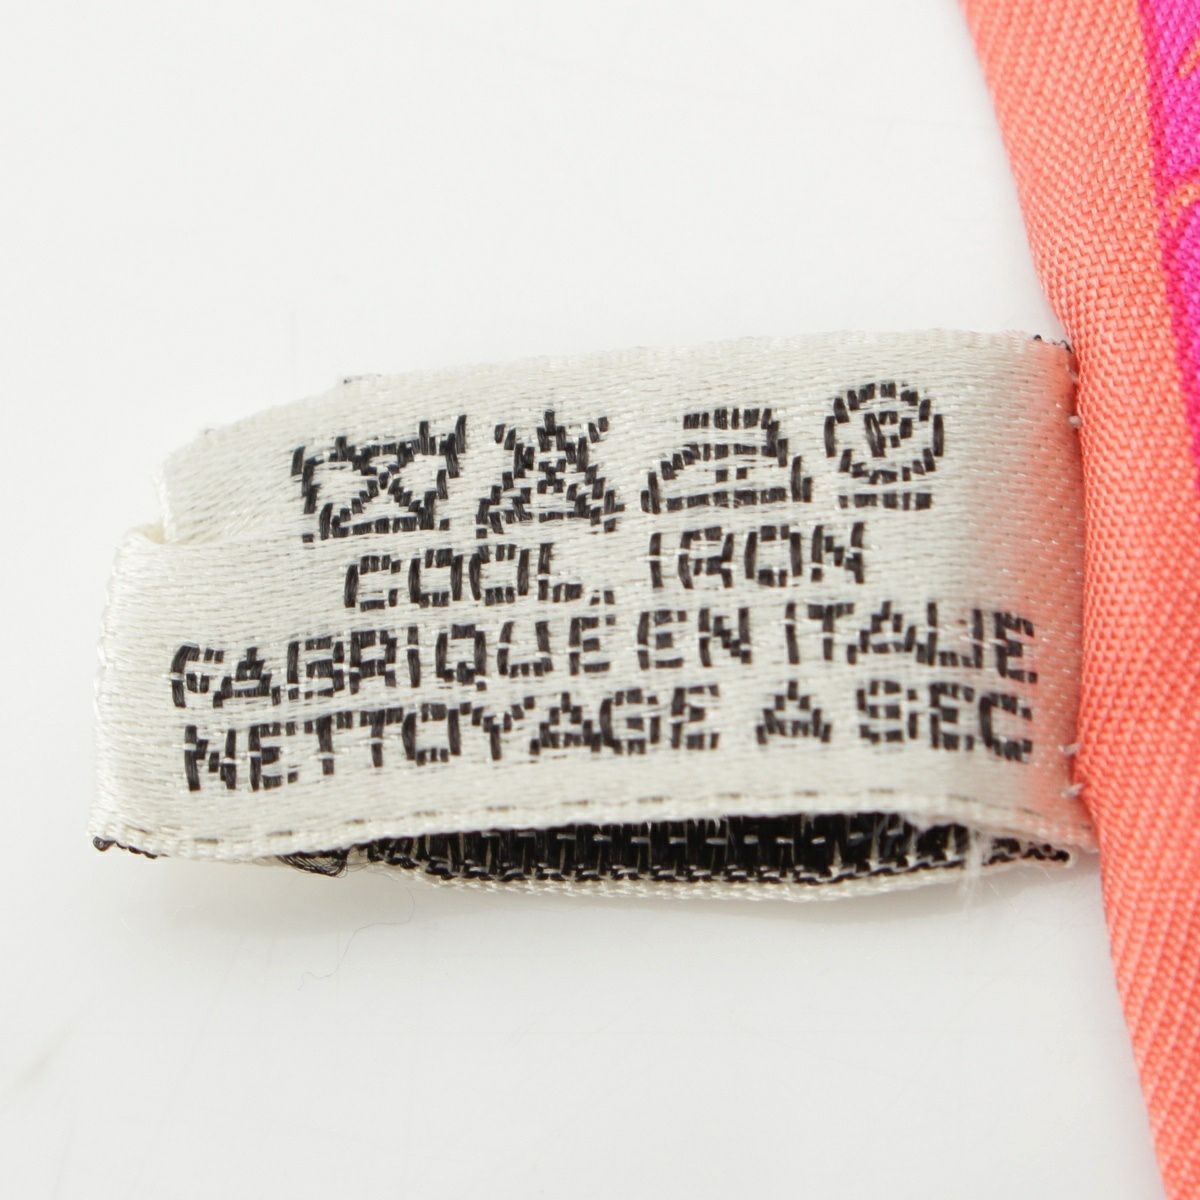 P
COOL IRON
FABRIQUE EN ITALIE
NETTOYAGE A SEC